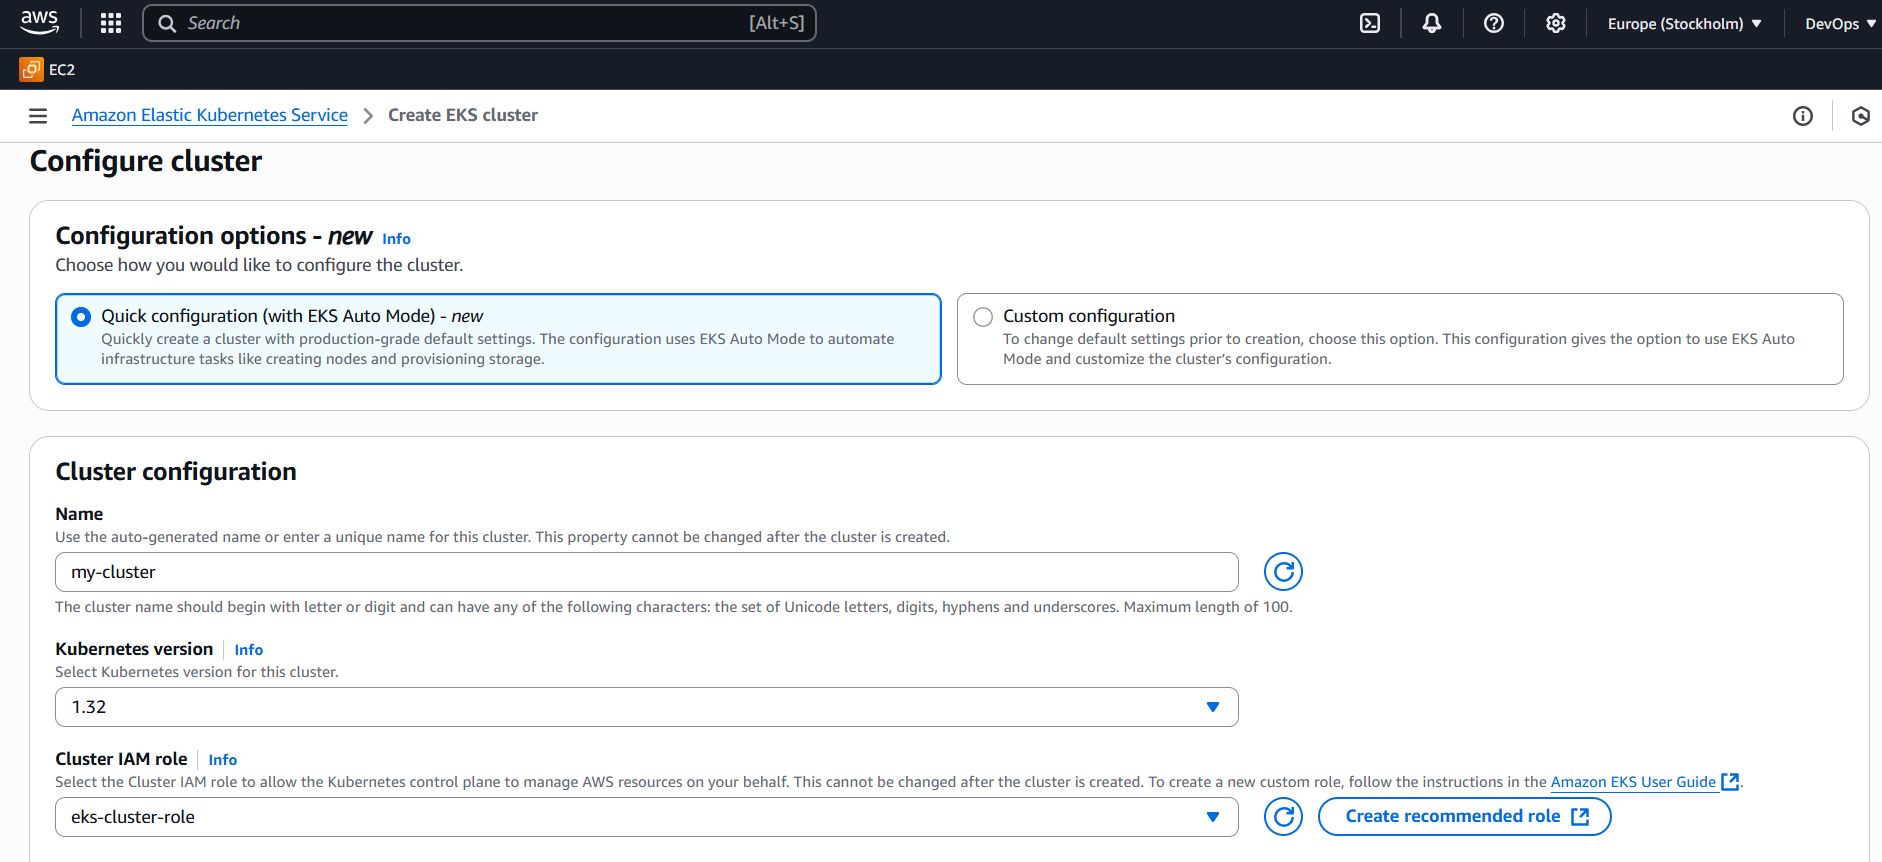 aws
Search [Alt+S]
Europe (Stockholm)
DevOps
EC2
Amazon Elastic Kubernetes Service
Create EKS cluster
Configure cluster
Configuration options - new Info
Choose how you would like to configure the cluster.
Quick configuration (with EKS Auto Mode) - new
Quickly create a cluster with production-grade default settings. The configuration uses EKS Auto Mode to automate
infrastructure tasks like creating nodes and provisioning storage.
Custom configuration
To change default settings prior to creation, choose this option. This configuration gives the option to use EKS Auto
Mode and customize the cluster's configuration.
Cluster configuration
Name
Use the auto-generated name or enter a unique name for this cluster. This property cannot be changed after the cluster is created.
my-cluster
The cluster name should begin with letter or digit and can have any of the following characters: the set of Unicode letters, digits, hyphens and underscores. Maximum length of 100.
Kubernetes version Info
Select Kubernetes version for this cluster.
1.32
Cluster IAM role Info
Select the Cluster IAM role to allow the Kubernetes control plane to manage AWS resources on your behalf. This cannot be changed after the cluster is created. To create a new custom role, follow the instructions in the Amazon EKS User Guide.
eks-cluster-role
Create recommended role